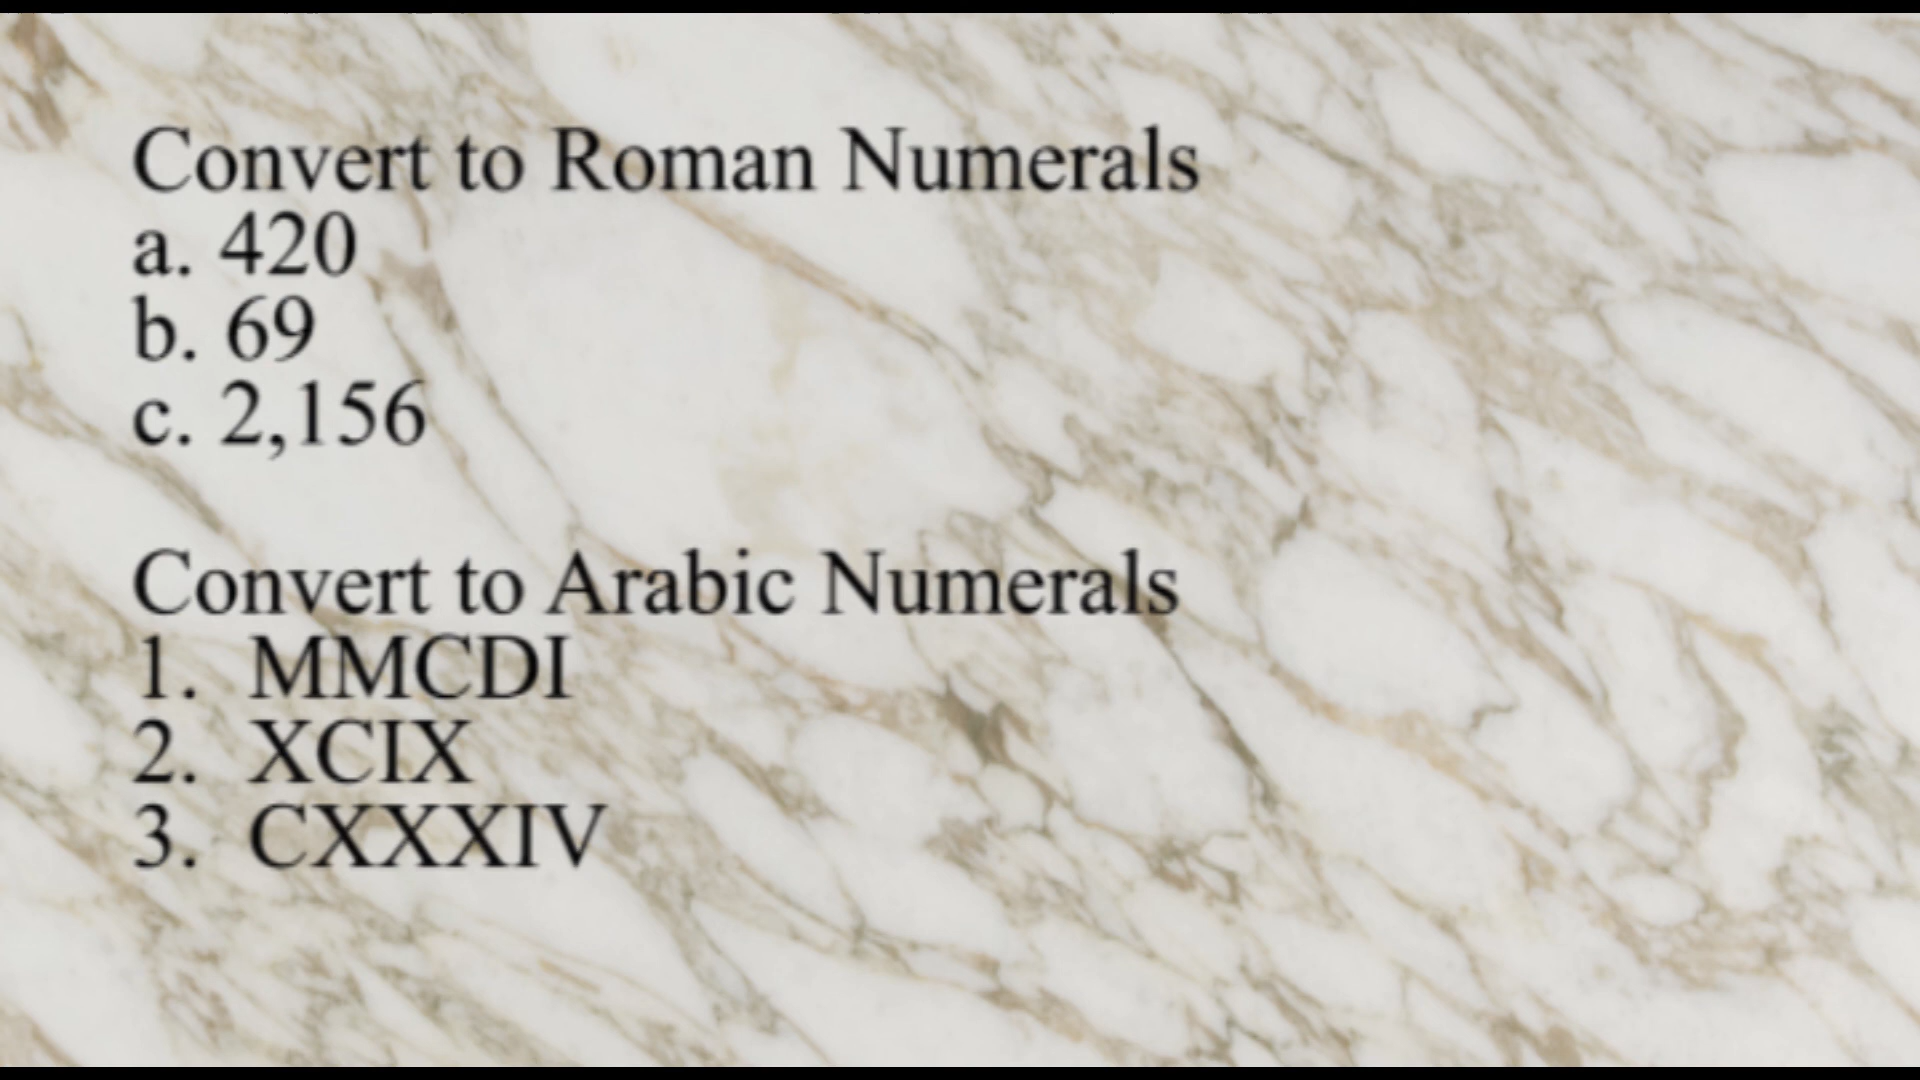 Convert to Roman Numerals
a. 420
b. 69
c. 2,156
Convert to Arabic Numerals
1. MMCDI
2. XCIX
3. CXXXIV